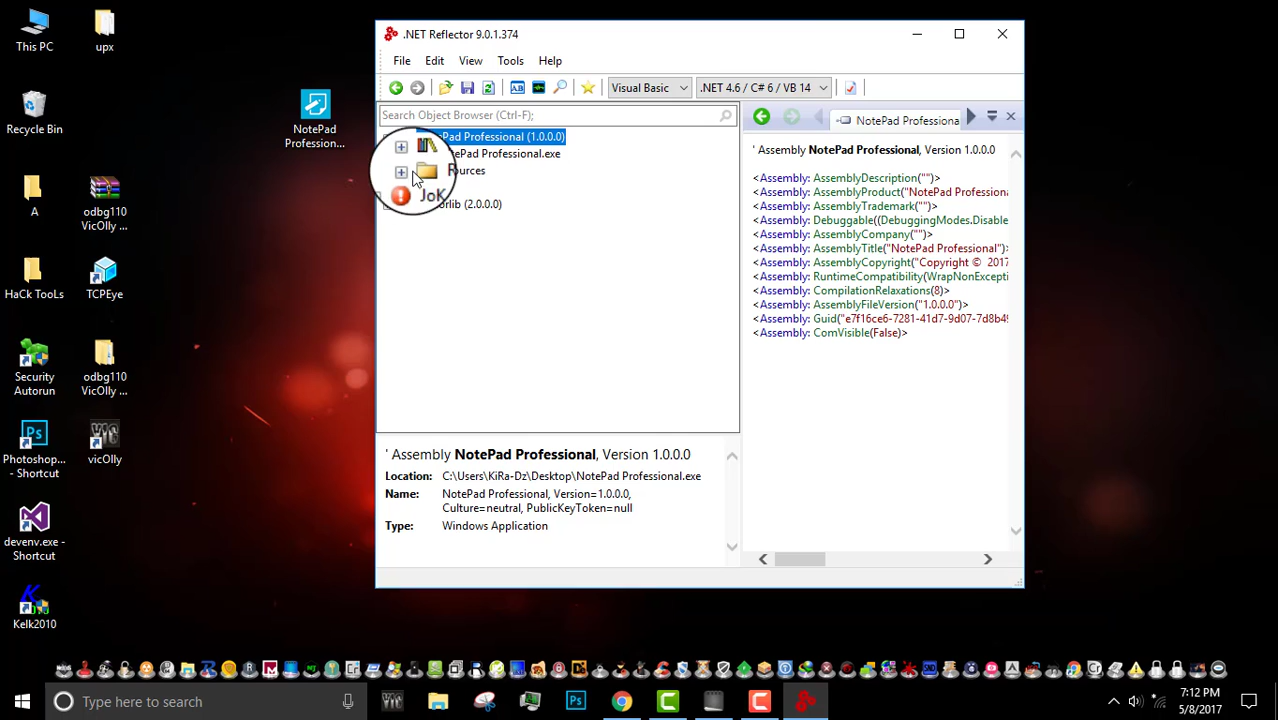 This PC
upx
Recycle Bin
NotePad
Profession...
A
odbg110
VicOlly ...
HaCk TooLs
TCPEye
Security
Autorun
odbg110
VicOlly ...
Photoshop...
- Shortcut
vicOlly
devenv.exe -
Shortcut
Kelk2010
.NET Reflector 9.0.1.374
File Edit View Tools Help
Visual Basic
.NET 4.6 / C# 6 / VB 14
Search Object Browser (Ctrl-F);
Pad Professional (1.0.0.0)
tePad Professional.exe
R ources
JoK
orlib (2.0.0.0)
NotePad Professiona
' Assembly NotePad Professional, Version 1.0.0.0
<Assembly: AssemblyDescription("")>
<Assembly: AssemblyProduct("NotePad Professiona
<Assembly: AssemblyTrademark("")>
<Assembly: Debuggable((DebuggingModes.Disable
<Assembly: AssemblyCompany("")>
<Assembly: AssemblyTitle("NotePad Professional")>
<Assembly: AssemblyCopyright("Copyright © 2017
<Assembly: RuntimeCompatibility(WrapNonExcepti
<Assembly: CompilationRelaxations(8)>
<Assembly: AssemblyFileVersion("1.0.0.0")>
<Assembly: Guid("e7f16ce6-7281-41d7-9d07-7d8b49
<Assembly: ComVisible(False)>
' Assembly NotePad Professional, Version 1.0.0.0
Location: C:\Users\KiRa-Dz\Desktop\NotePad Professional.exe
Name: NotePad Professional, Version=1.0.0.0,
Culture=neutral, PublicKeyToken=null
Type: Windows Application
Type here to search
7:12 PM
5/8/2017